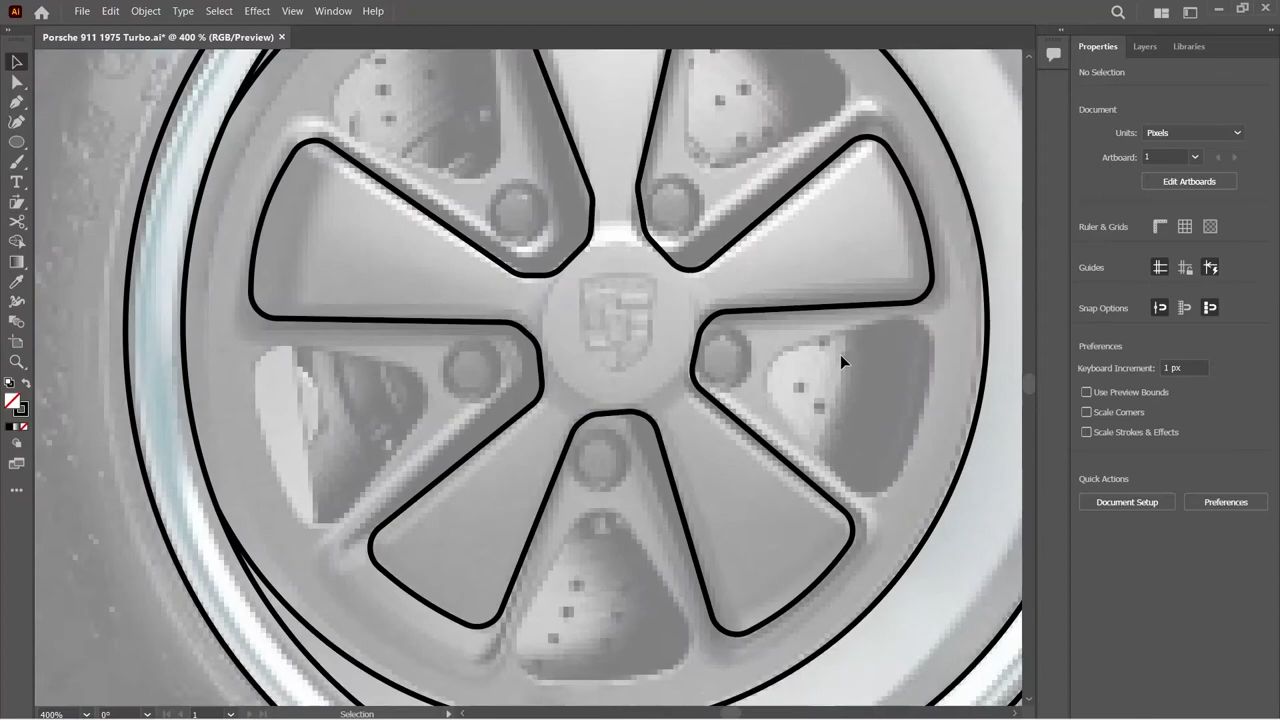 Ai File Edit Object Type Select Effect View Window Help
Porsche 911 1975 Turbo.ai* @ 400 % (RGB/Preview) ×
Properties Layers Libraries
No Selection
Document
Units: Pixels
Artboard: 1
Edit Artboards
Ruler & Grids
Guides
Snap Options
Preferences
Keyboard Increment: 1 px
Use Preview Bounds
Scale Corners
Scale Strokes & Effects
Quick Actions
Document Setup Preferences
400% 0° 1 Selection